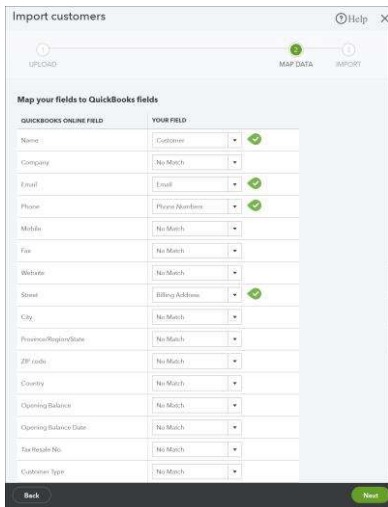 Import customers
Help
1
2
3
UPLOAD
MAP DATA
IMPORT
Map your fields to QuickBooks fields
QUICKBOOKS ONLINE FIELD YOUR FIELD
Name Customer
Company No Match
Email Email
Phone Phone Numbers
Mobile No Match
Fax No Match
Website No Match
Street Billing Address
City No Match
Province/Region/State No Match
ZIP code No Match
Country No Match
Opening Balance No Match
Opening Balance Date No Match
Tax Resale No. No Match
Customer Type No Match
Back
Next